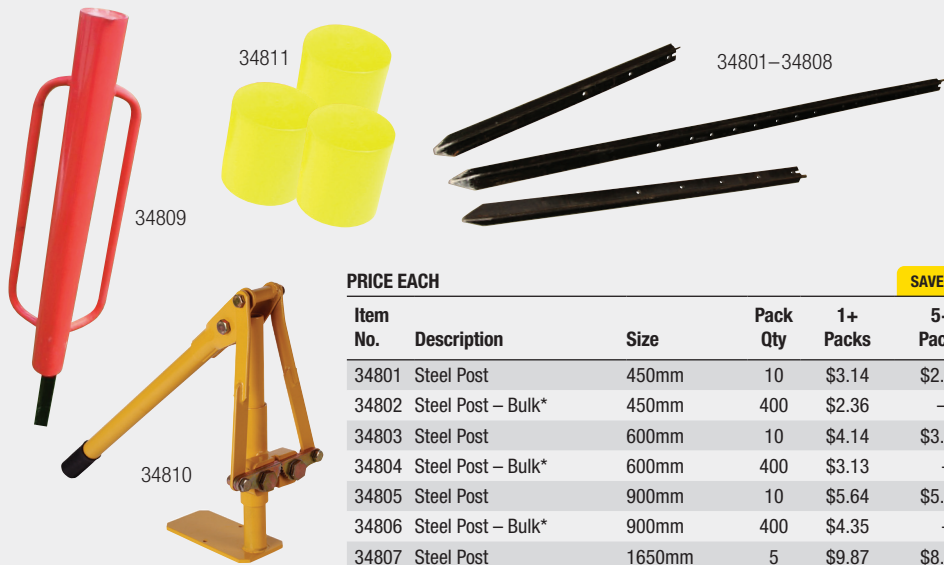 34811
34801–34808
34809
34810
PRICE EACH
SAVE
Item No. Description Size Pack Qty 1+ Packs
34801 Steel Post 450mm 10 $3.14
34802 Steel Post – Bulk* 450mm 400 $2.36 –
34803 Steel Post 600mm 10 $4.14
34804 Steel Post – Bulk* 600mm 400 $3.13 -
34805 Steel Post 900mm 10 $5.64
34806 Steel Post – Bulk* 900mm 400 $4.35 -
34807 Steel Post 1650mm 5 $9.87